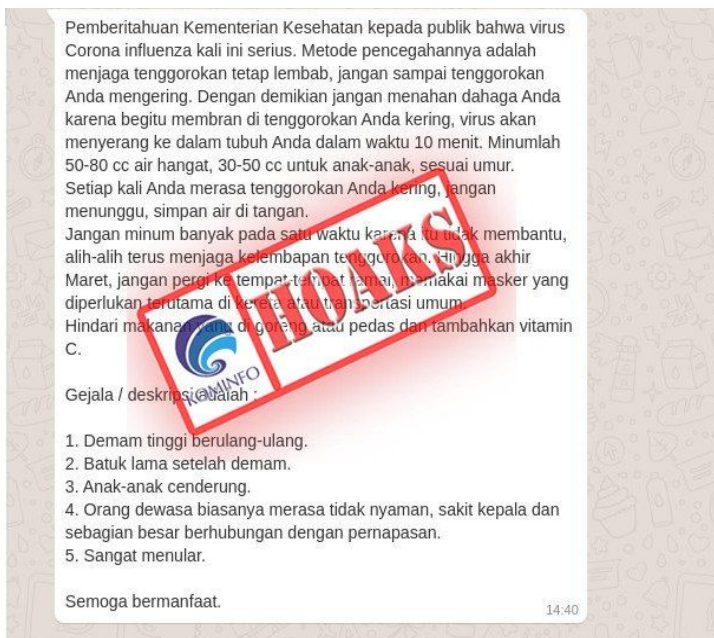 Pemberitahuan Kementerian Kesehatan kepada publik bahwa virus
Corona influenza kali ini serius. Metode pencegahannya adalah
menjaga tenggorokan tetap lembab, jangan sampai tenggorokan
Anda mengering. Dengan demikian jangan menahan dahaga Anda
karena begitu membran di tenggorokan Anda kering, virus akan
menyerang ke dalam tubuh Anda dalam waktu 10 menit. Minumlah
50-80 cc air hangat, 30-50 cc untuk anak-anak, sesuai umur.
Setiap kali Anda merasa tenggorokan Anda kering, jangan
menunggu, simpan air di tangan.
Jangan minum banyak pada satu waktu karena itu tidak membantu,
alih-alih terus menjaga kelembapan tenggorokan. Hingga akhir
Maret, jangan pergi ke tempat-tempat ramai, memakai masker yang
diperlukan terutama di kereta atau transportasi umum.
Hindari makanan yang di goreng atau pedas dan tambahkan vitamin
C.
HOAKS
KOMINFO
Gejala / deskripsi adalah :
1. Demam tinggi berulang-ulang.
2. Batuk lama setelah demam.
3. Anak-anak cenderung.
4. Orang dewasa biasanya merasa tidak nyaman, sakit kepala dan
sebagian besar berhubungan dengan pernapasan.
5. Sangat menular.
Semoga bermanfaat.
14:40